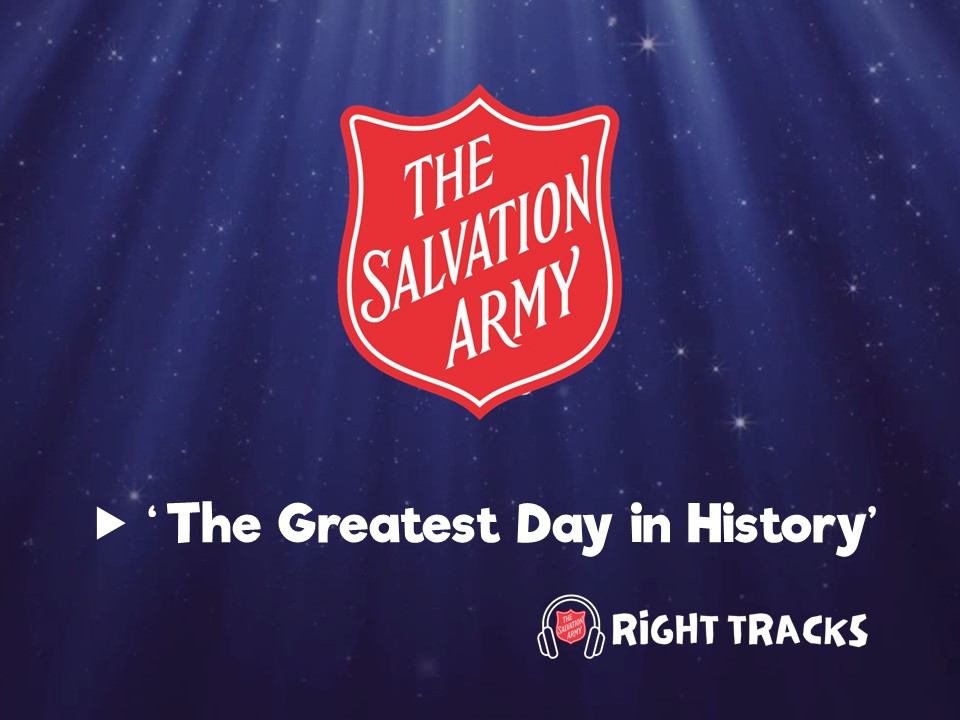 THE
SALVATION
ARMY
‘The Greatest Day in History’
THE
SALVATION
ARMY
RiGHT TRACKS